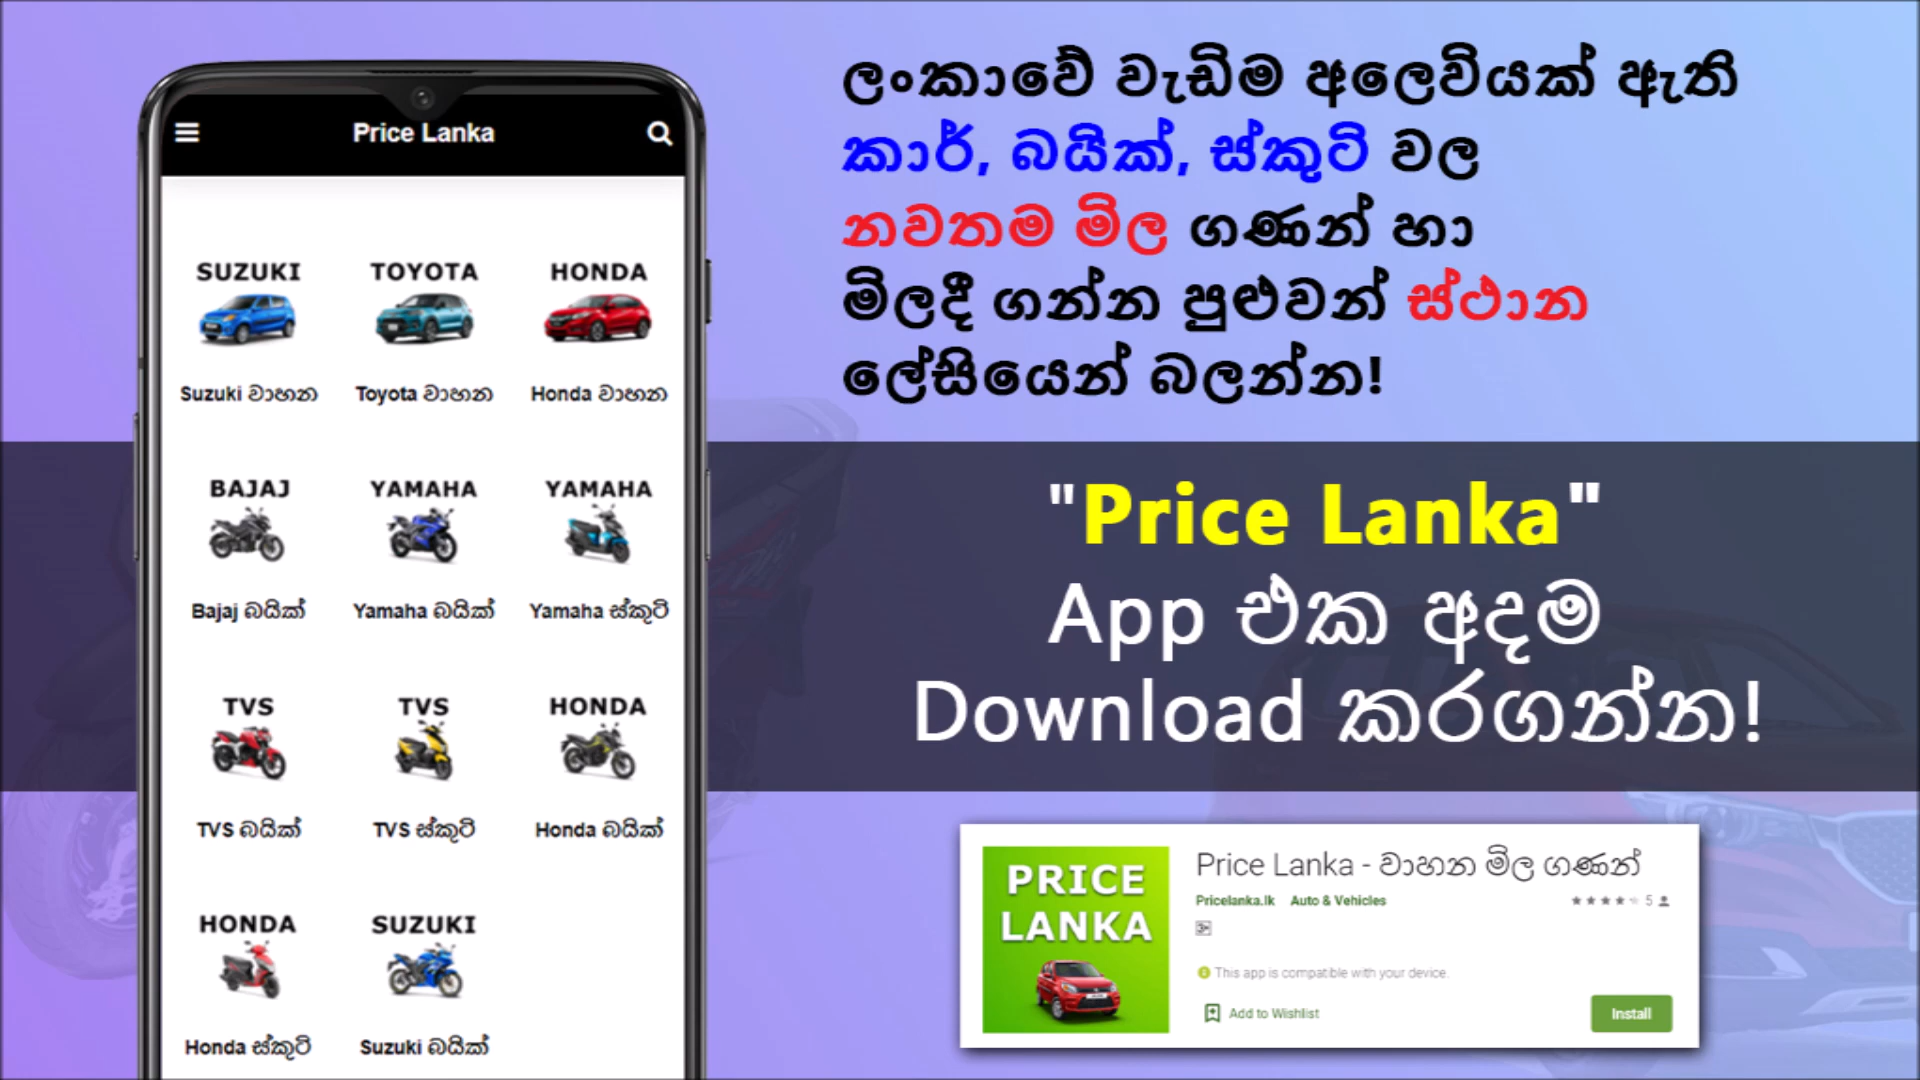 Price Lanka
SUZUKI TOYOTA HONDA
Suzuki වාහන Toyota වාහන Honda වාහන
BAJAJ YAMAHA YAMAHA
Bajaj බයික් Yamaha බයික් Yamaha ස්කූටි
TVS TVS HONDA
TVS බයික් TVS ස්කූටි Honda බයික්
HONDA SUZUKI
Honda ස්කූටි Suzuki බයික්
ලංකාවේ වැඩිම අලෙවියක් ඇති
කාර්, බයික්, ස්කූටි වල
නවතම මිල ගණන් හා
මිලදී ගන්න පුළුවන් ස්ථාන
ලේසියෙන් බලන්න!
"Price Lanka"
App එක අදම
Download කරගන්න!
PRICE
LANKA
Price Lanka - වාහන මිල ගණන්
Pricelanka.lk Auto & Vehicles 5
3+
This app is compatible with your device.
Add to Wishlist Install